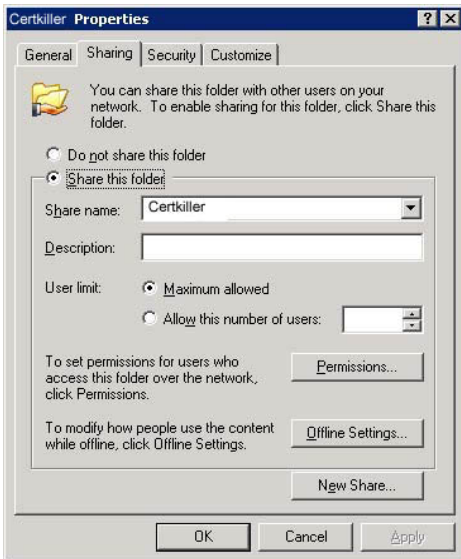 Certkiller Properties
General Sharing Security Customize
You can share this folder with other users on your
network. To enable sharing for this folder, click Share this
folder.
Do not share this folder
Share this folder
Share name: Certkiller
Description:
User limit: Maximum allowed
Allow this number of users:
To set permissions for users who
access this folder over the network,
click Permissions.
Permissions...
To modify how people use the content
while offline, click Offline Settings.
Offline Settings...
New Share...
OK Cancel Apply